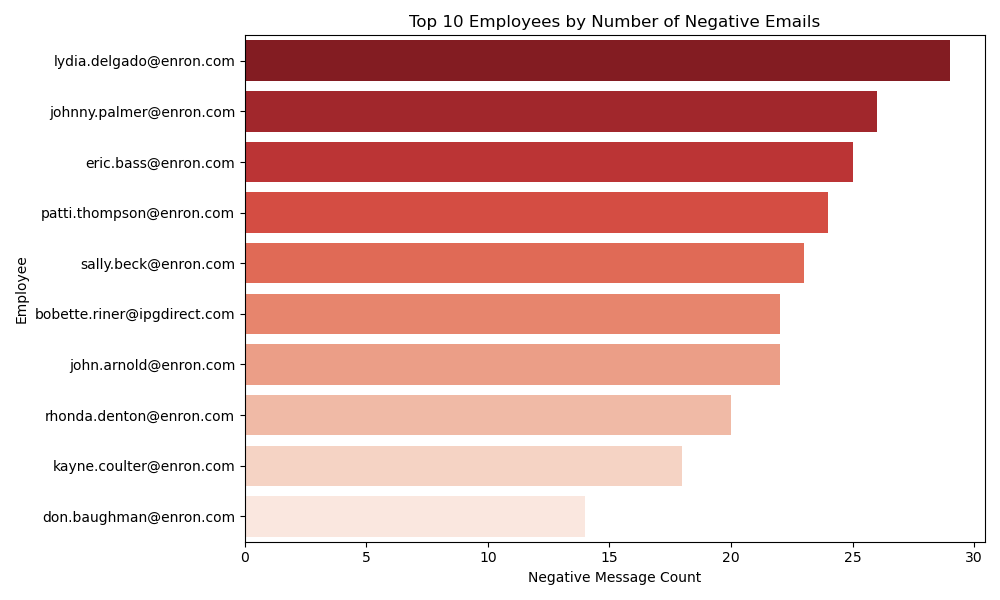 Top 10 Employees by Number of Negative Emails
lydia.delgado@enron.com
johnny.palmer@enron.com
eric.bass@enron.com
patti.thompson@enron.com
sally.beck@enron.com
bobette.riner@ipgdirect.com
john.arnold@enron.com
rhonda.denton@enron.com
kayne.coulter@enron.com
don.baughman@enron.com
Employee
0 5 10 15 20 25 30
Negative Message Count